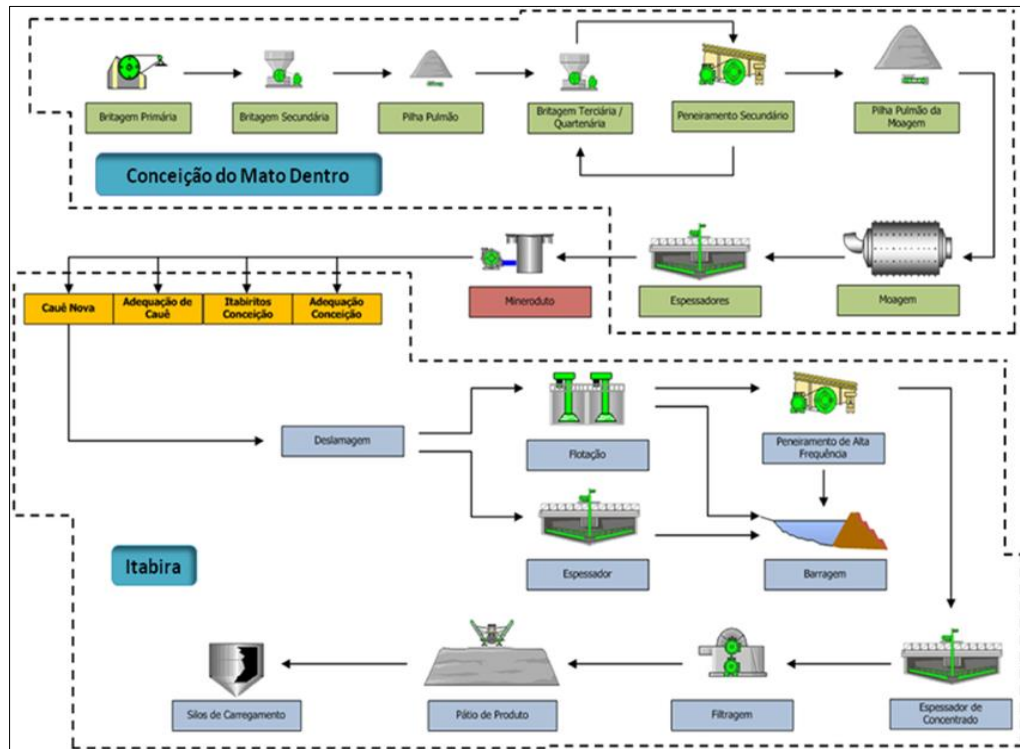 Britagem Primária
Britagem Secundária
Pilha Pulmão
Britagem Terciária /
Quartenária
Peneiramento Secundário
Pilha Pulmão da
Moagem
Conceição do Mato Dentro
Mineroduto
Espessadores
Moagem
Cauê Nova
Adequação de
Cauê
Itabiritos
Conceição
Adequação
Conceição
Deslamagem
Flotação
Peneiramento de Alta
Frequência
Espessador
Barragem
Itabira
Silos de Carregamento
Pátio de Produto
Filtragem
Espessador de
Concentrado